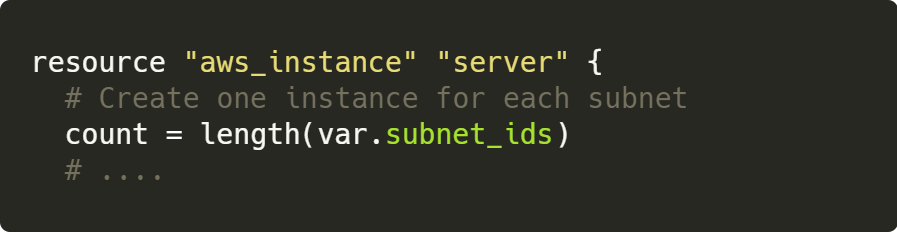 resource "aws_instance" "server" {
  # Create one instance for each subnet
  count = length(var.subnet_ids)
  # ....